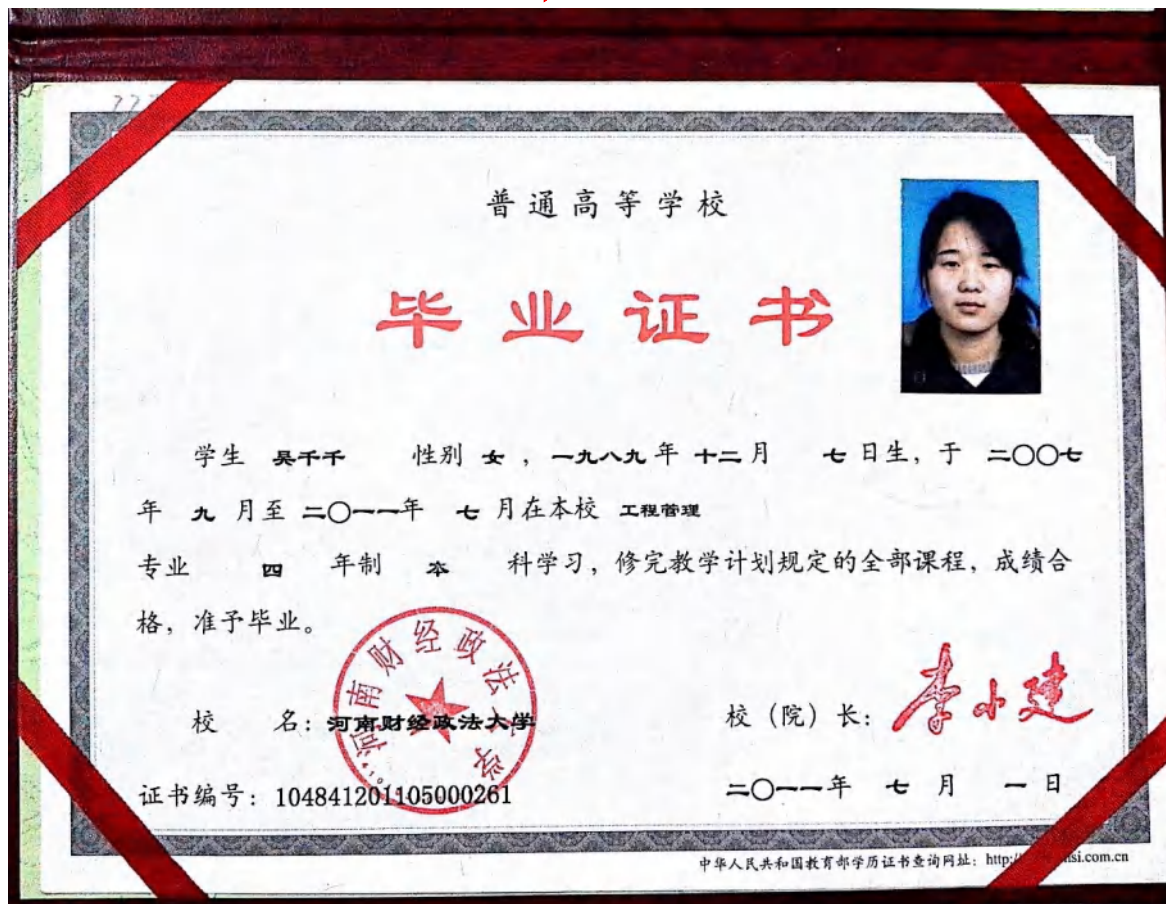 普通高等学校
毕业证书
学生 吴千千 性别 女，一九八九年 十二月 七日生，于 二〇〇七
年 九 月至 二〇一一年 七 月在本校 工程管理
专业 四 年制 本 科学习，修完教学计划规定的全部课程，成绩合
格，准予毕业。
河南财经政法大学
校 名：河南财经政法大学
校（院）长：李小建
证书编号：104841201105000261
二〇一一年 七 月 一 日
中华人民共和国教育部学历证书查询网址：http:// si.com.cn